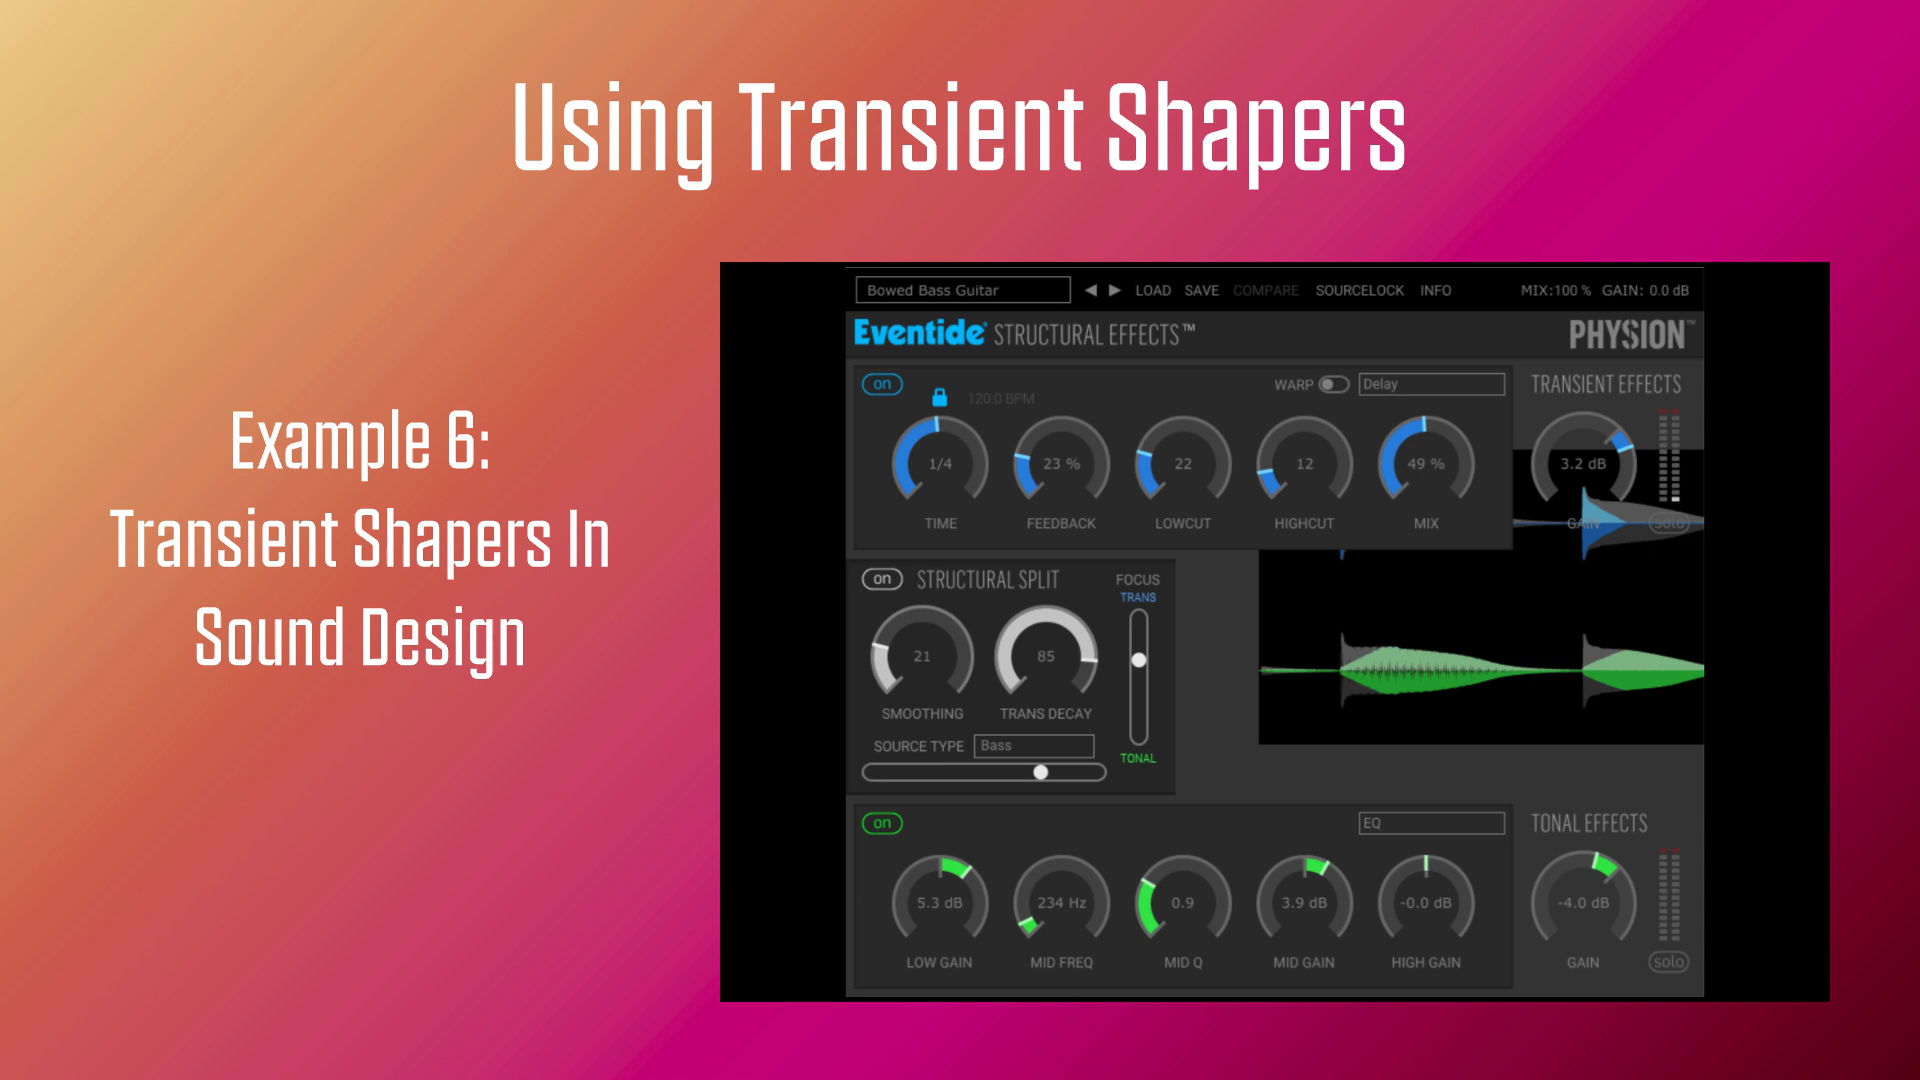 Using Transient Shapers
Example 6:
Transient Shapers In
Sound Design
Bowed Bass Guitar
LOAD SAVE COMPARE SOURCELOCK INFO
MIX:100 % GAIN: 0.0 dB
Eventide® STRUCTURAL EFFECTS™
PHYSION™
on
120.0 BPM
WARP
Delay
TRANSIENT EFFECTS
1/4
23 %
22
12
49 %
3.2 dB
TIME
FEEDBACK
LOWCUT
HIGHCUT
MIX
GAIN
solo
on
STRUCTURAL SPLIT
FOCUS
TRANS
21
85
SMOOTHING
TRANS DECAY
SOURCE TYPE
Bass
TONAL
on
EQ
TONAL EFFECTS
5.3 dB
234 Hz
0.9
3.9 dB
-0.0 dB
-4.0 dB
LOW GAIN
MID FREQ
MID Q
MID GAIN
HIGH GAIN
GAIN
solo